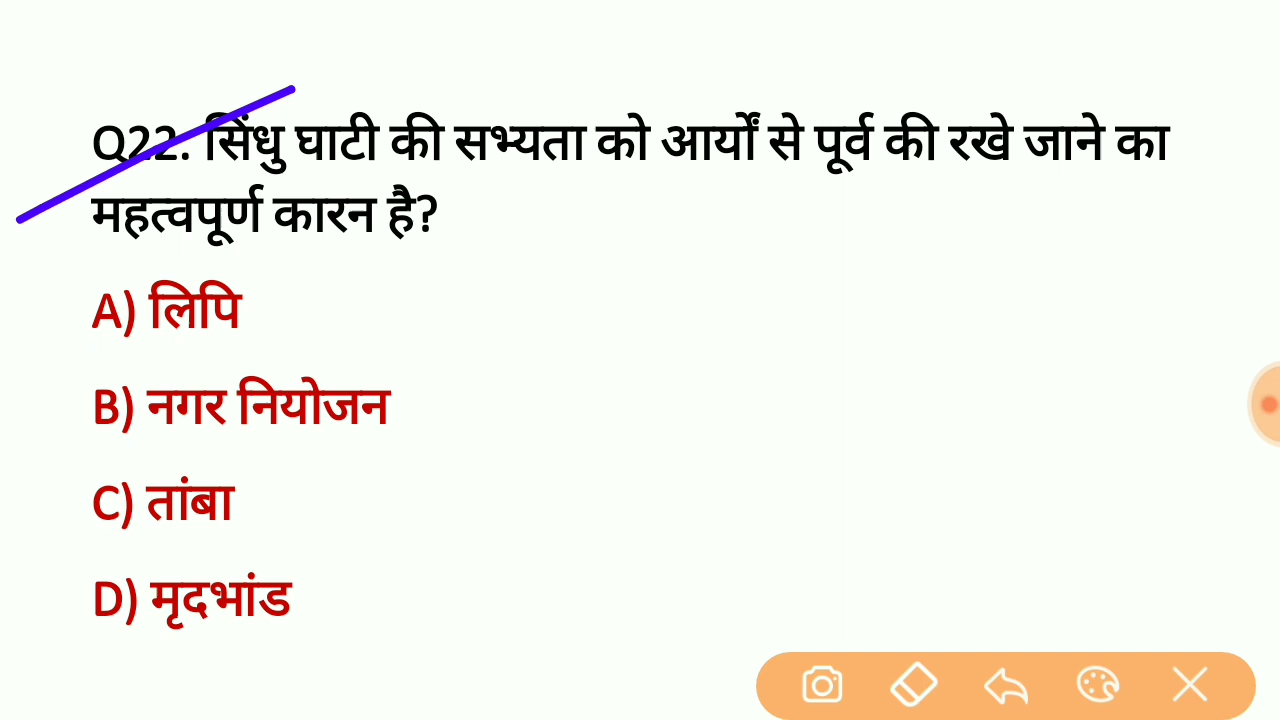 Q22. सिंधु घाटी की सभ्यता को आर्यों से पूर्व की रखे जाने का
महत्वपूर्ण कारन है?
A) लिपि
B) नगर नियोजन
C) तांबा
D) मृदभांड